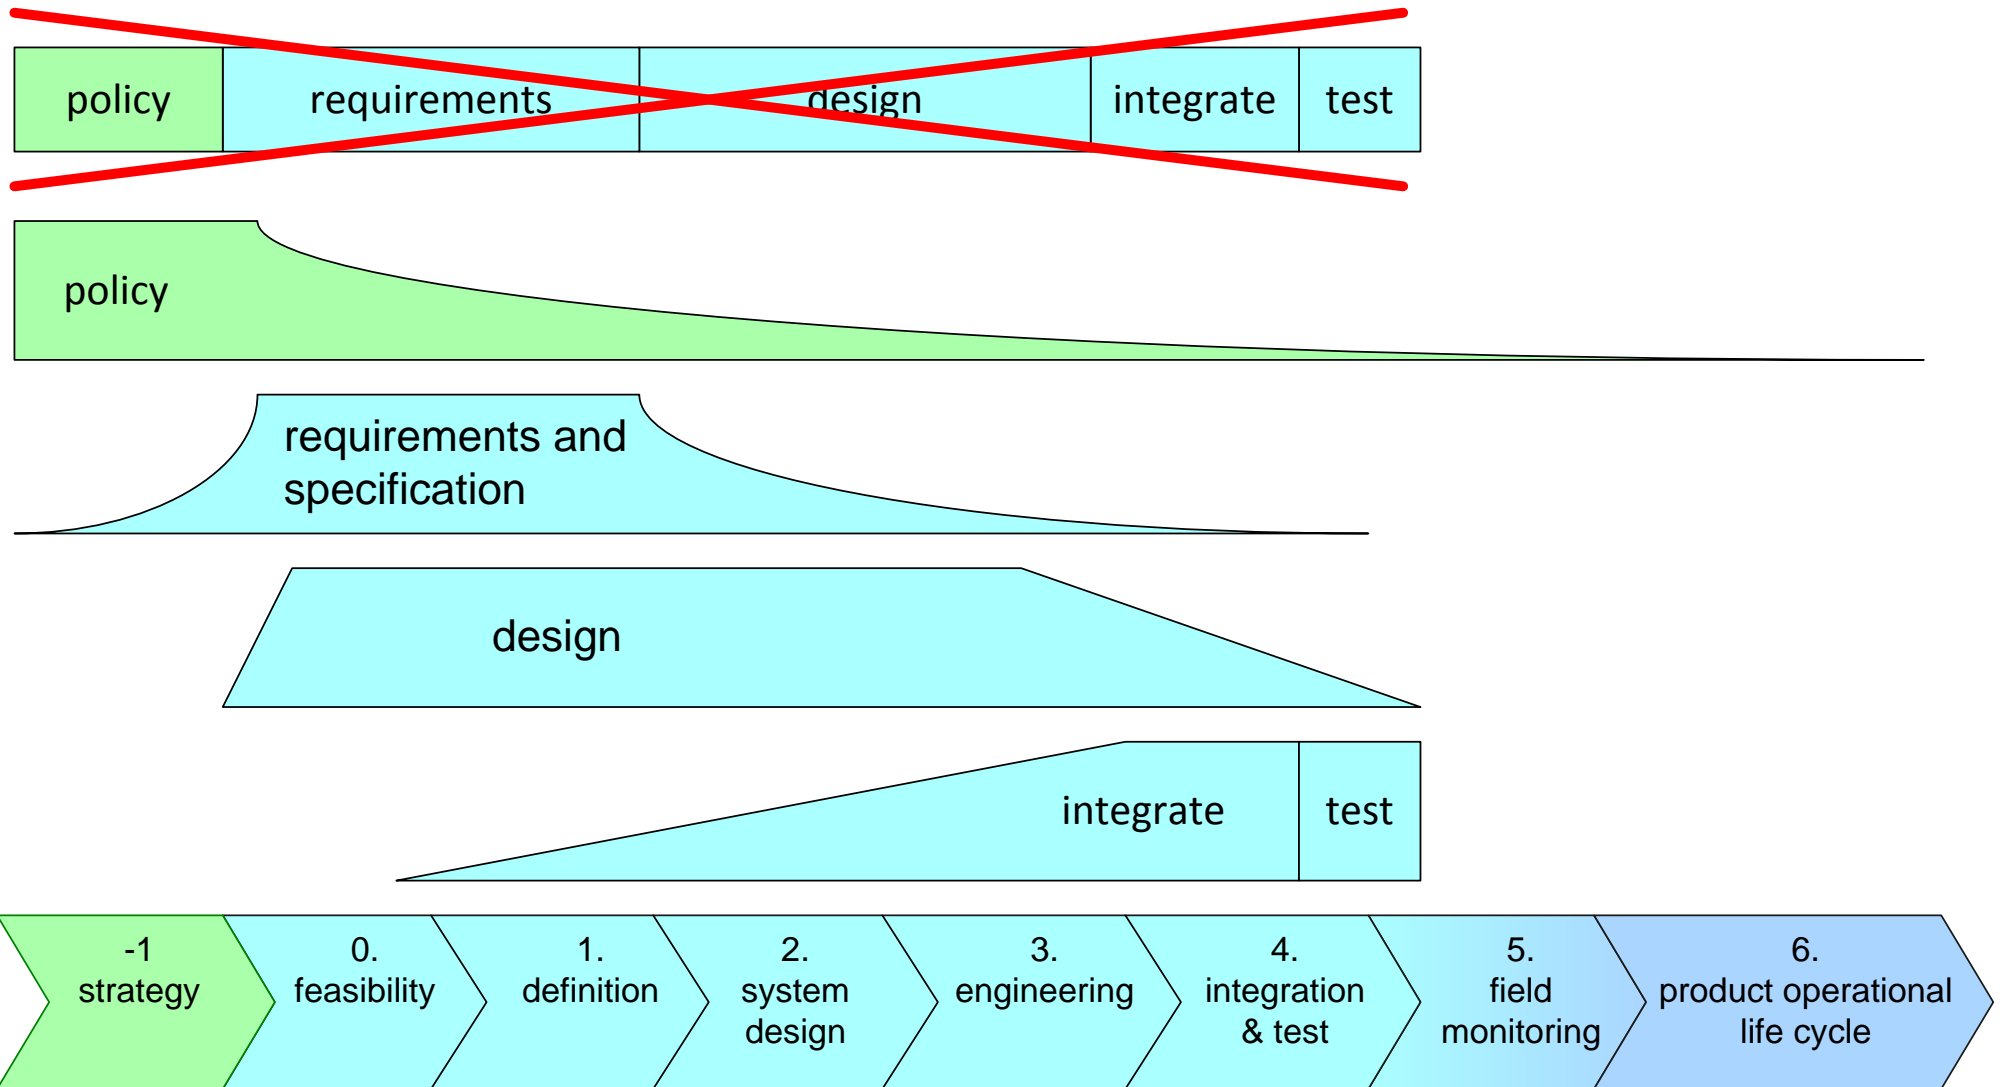 policy
requirements
design
integrate
test
policy
requirements and
specification
design
integrate
test
-1
strategy
0.
feasibility
1.
definition
2.
system
design
3.
engineering
4.
integration
& test
5.
field
monitoring
6.
product operational
life cycle